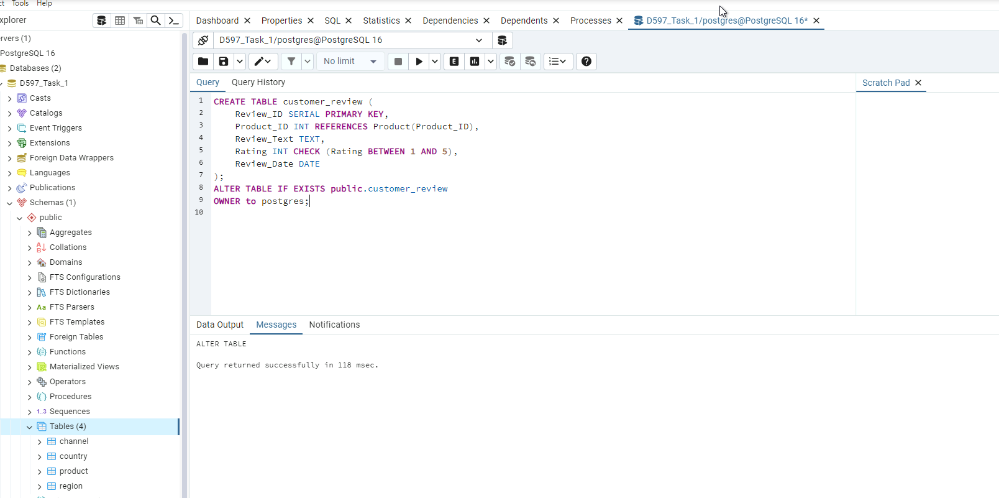 ct Tools Help
xplorer
Dashboard Properties SQL Statistics Dependencies Dependents Processes D597_Task_1/postgres@PostgreSQL 16*
rvers (1)
PostgreSQL 16
Databases (2)
D597_Task_1
Casts
Catalogs
Event Triggers
Extensions
Foreign Data Wrappers
Languages
Publications
Schemas (1)
public
Aggregates
Collations
Domains
FTS Configurations
FTS Dictionaries
Aa FTS Parsers
FTS Templates
Foreign Tables
Functions
Materialized Views
Operators
Procedures
1..3 Sequences
Tables (4)
channel
country
product
region
D597_Task_1/postgres@PostgreSQL 16
No limit E
Query Query History
Scratch Pad
1 CREATE TABLE customer_review (
2 Review_ID SERIAL PRIMARY KEY,
3 Product_ID INT REFERENCES Product(Product_ID),
4 Review_Text TEXT,
5 Rating INT CHECK (Rating BETWEEN 1 AND 5),
6 Review_Date DATE
7 );
8 ALTER TABLE IF EXISTS public.customer_review
9 OWNER to postgres;
10
Data Output Messages Notifications
ALTER TABLE
Query returned successfully in 118 msec.